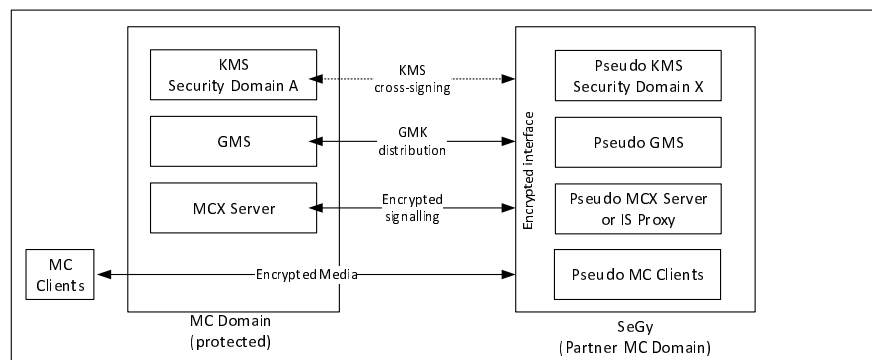 KMS
Security Domain A
KMS
cross-signing
Pseudo KMS
Security Domain X
GMS
GMK
distribution
Pseudo GMS
Encrypted interface
MCX Server
Encrypted
signalling
Pseudo MCX Server
or IS Proxy
MC
Clients
Encrypted Media
Pseudo MC Clients
MC Domain
(protected)
SeGy
(Partner MC Domain)